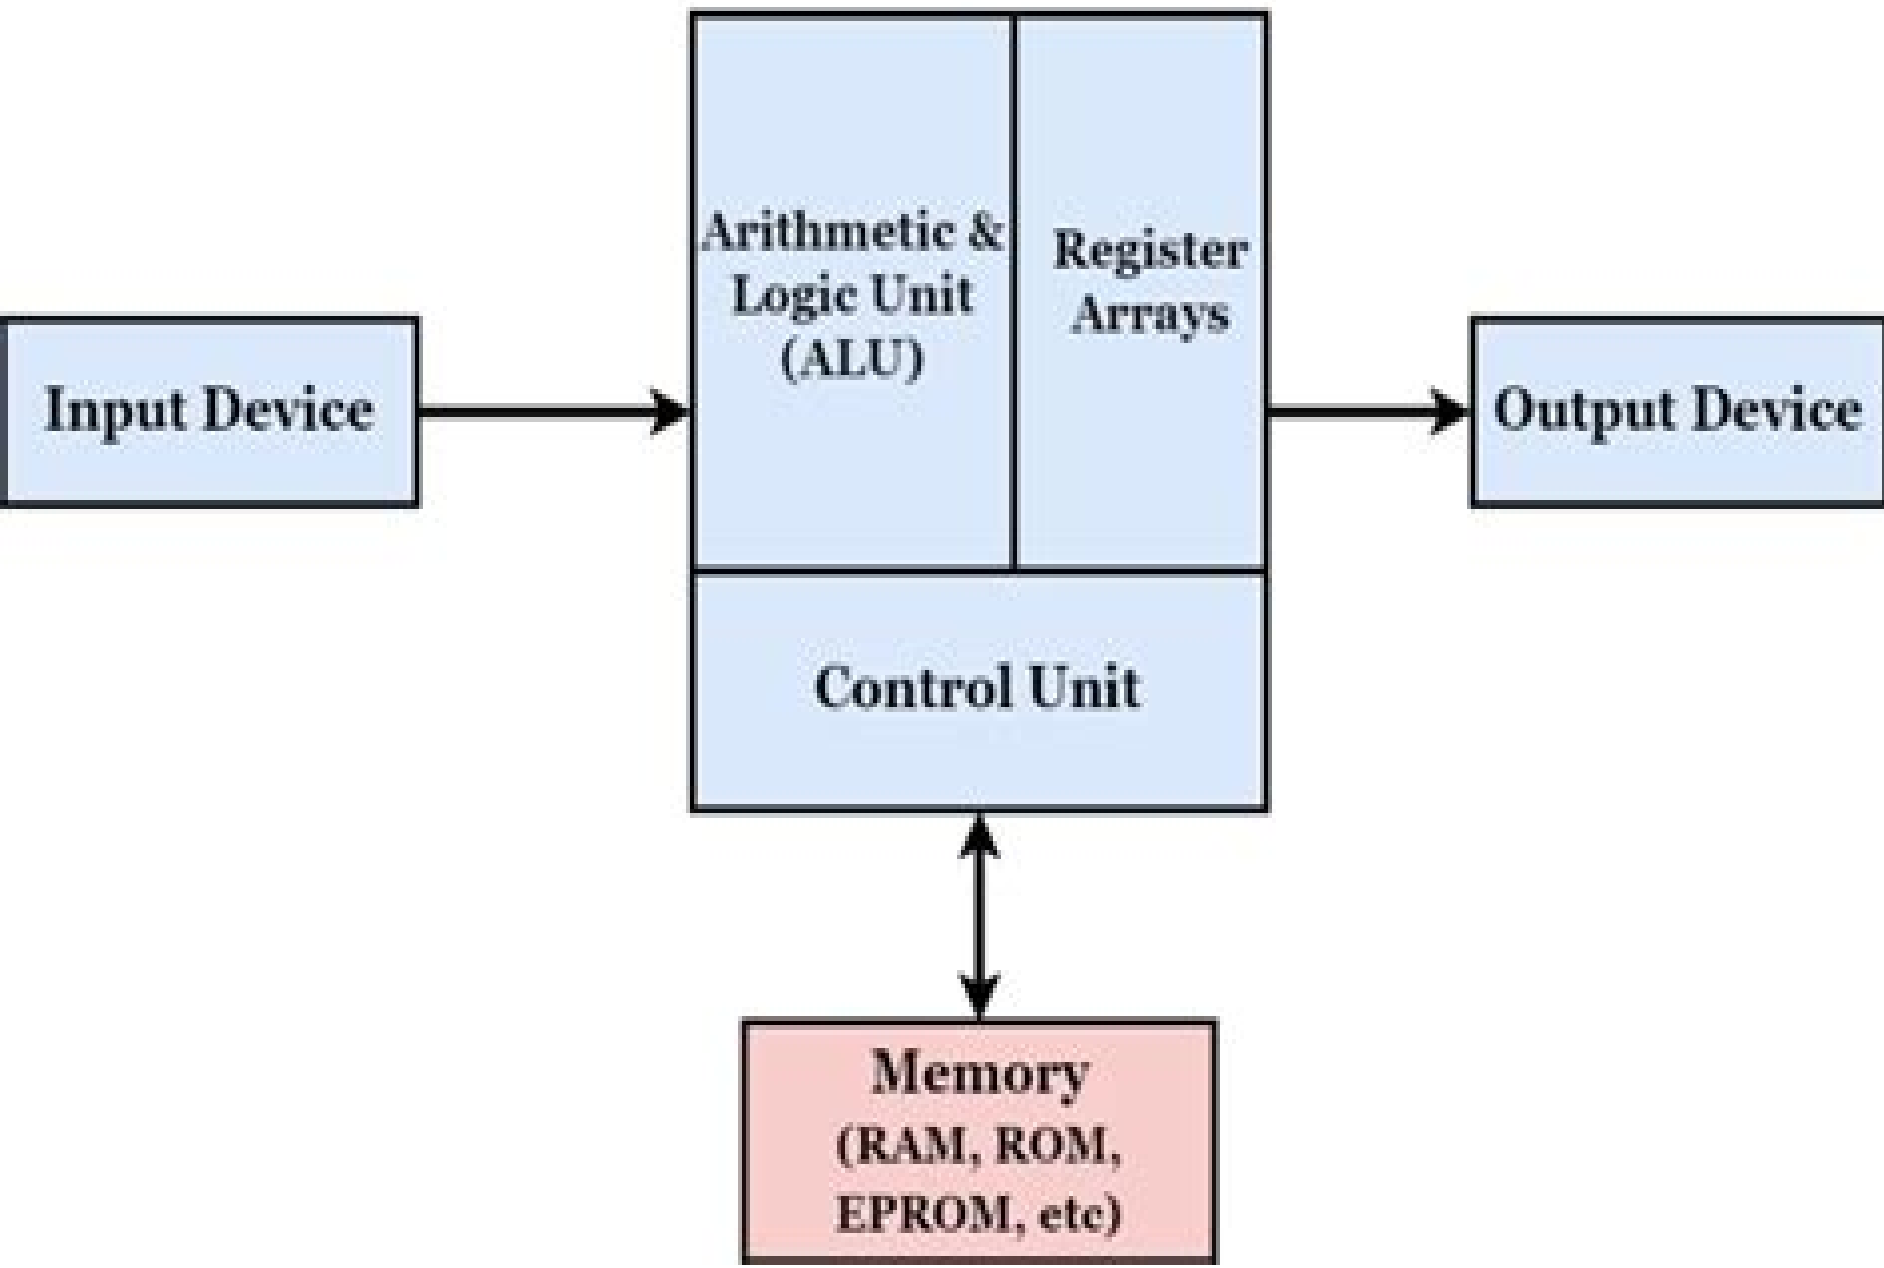 Arithmetic &
Logic Unit
(ALU)
Register
Arrays
Input Device
Output Device
Control Unit
Memory
(RAM, ROM,
EPROM, etc)